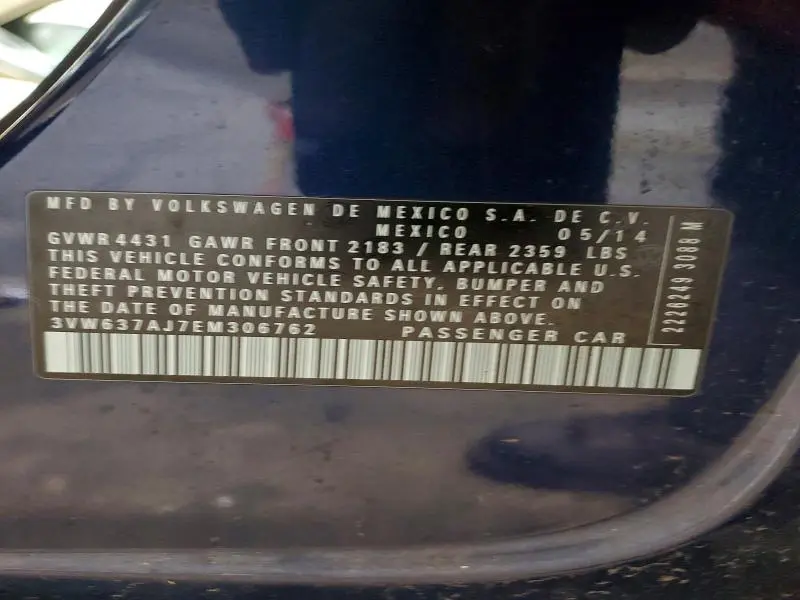 MFD BY VOLKSWAGEN DE MEXICO S.A. DE C.V.
MEXICO 05/14
GVWR 4431 GAWR FRONT 2183 / REAR 2359 LBS
THIS VEHICLE CONFORMS TO ALL APPLICABLE U.S.
FEDERAL MOTOR VEHICLE SAFETY, BUMPER AND
THEFT PREVENTION STANDARDS IN EFFECT ON
THE DATE OF MANUFACTURE SHOWN ABOVE.
3VW637AJ7EM306762 PASSENGER CAR
2226249 3088 M